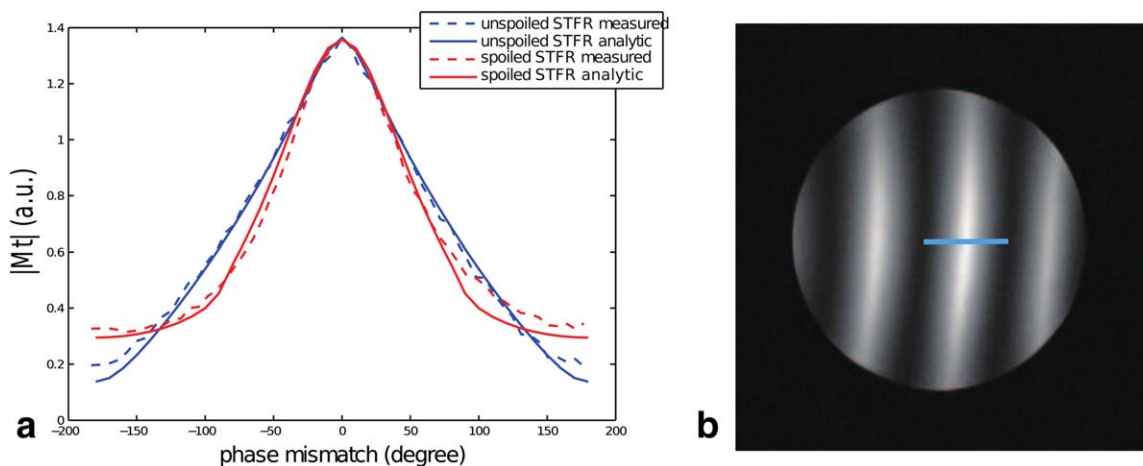 unspoiled STFR measured
unspoiled STFR analytic
spoiled STFR measured
spoiled STFR analytic
1.4
1.2
1
0.8
0.6
0.4
0.2
0
|Mt| (a.u.)
−200 −150 −100 −50 0 50 100 150 200
phase mismatch (degree)
a
b